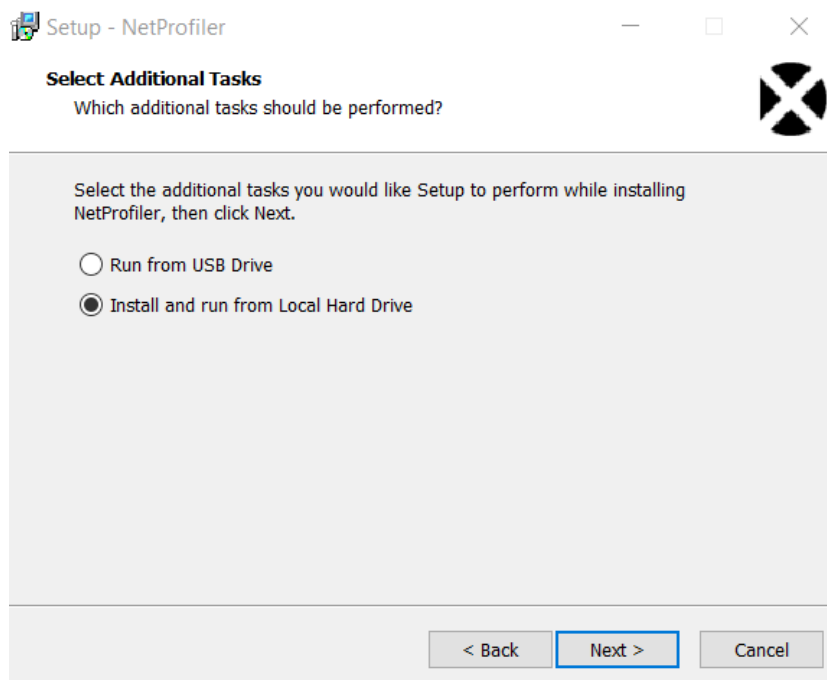 Setup - NetProfiler
Select Additional Tasks
Which additional tasks should be performed?
Select the additional tasks you would like Setup to perform while installing
NetProfiler, then click Next.
Run from USB Drive
Install and run from Local Hard Drive
< Back Next > Cancel